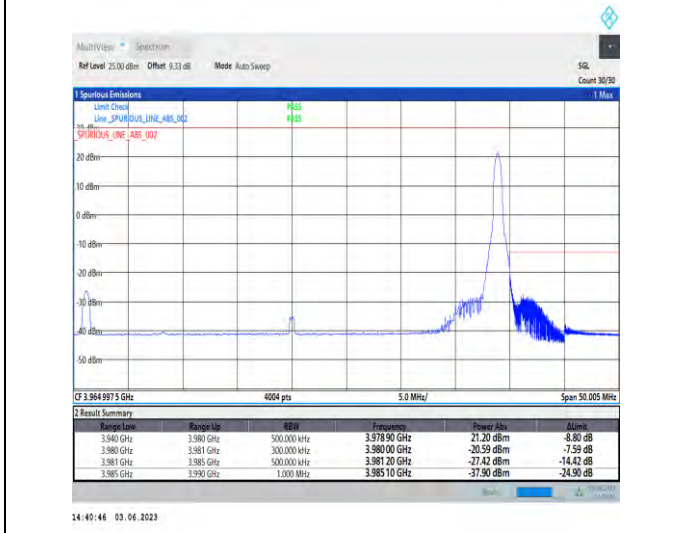 MultiView Spectrum
Ref Level 25.00 dBm Offset 9.33 dB Mode Auto Sweep SGL
Count 30/30
1 Spurious Emissions 1 Max
Limit Check PASS
Line _SPURIOUS_LINE_ABS_002 PASS
_SPURIOUS_LINE_ABS_002
20 dBm
10 dBm
0 dBm
-10 dBm
-20 dBm
-30 dBm
-40 dBm
-50 dBm
CF 3.964 997 5 GHz 4004 pts 5.0 MHz/ Span 50.005 MHz
2 Result Summary
Range Low Range Up RBW Frequency Power Abs ΔLimit
3.940 GHz 3.980 GHz 500.000 kHz 3.978 90 GHz 21.20 dBm -8.80 dB
3.980 GHz 3.981 GHz 300.000 kHz 3.980 00 GHz -20.59 dBm -7.59 dB
3.981 GHz 3.985 GHz 500.000 kHz 3.981 20 GHz -27.42 dBm -14.42 dB
3.985 GHz 3.990 GHz 1.000 MHz 3.985 10 GHz -37.90 dBm -24.90 dB
14:40:46 03.06.2023